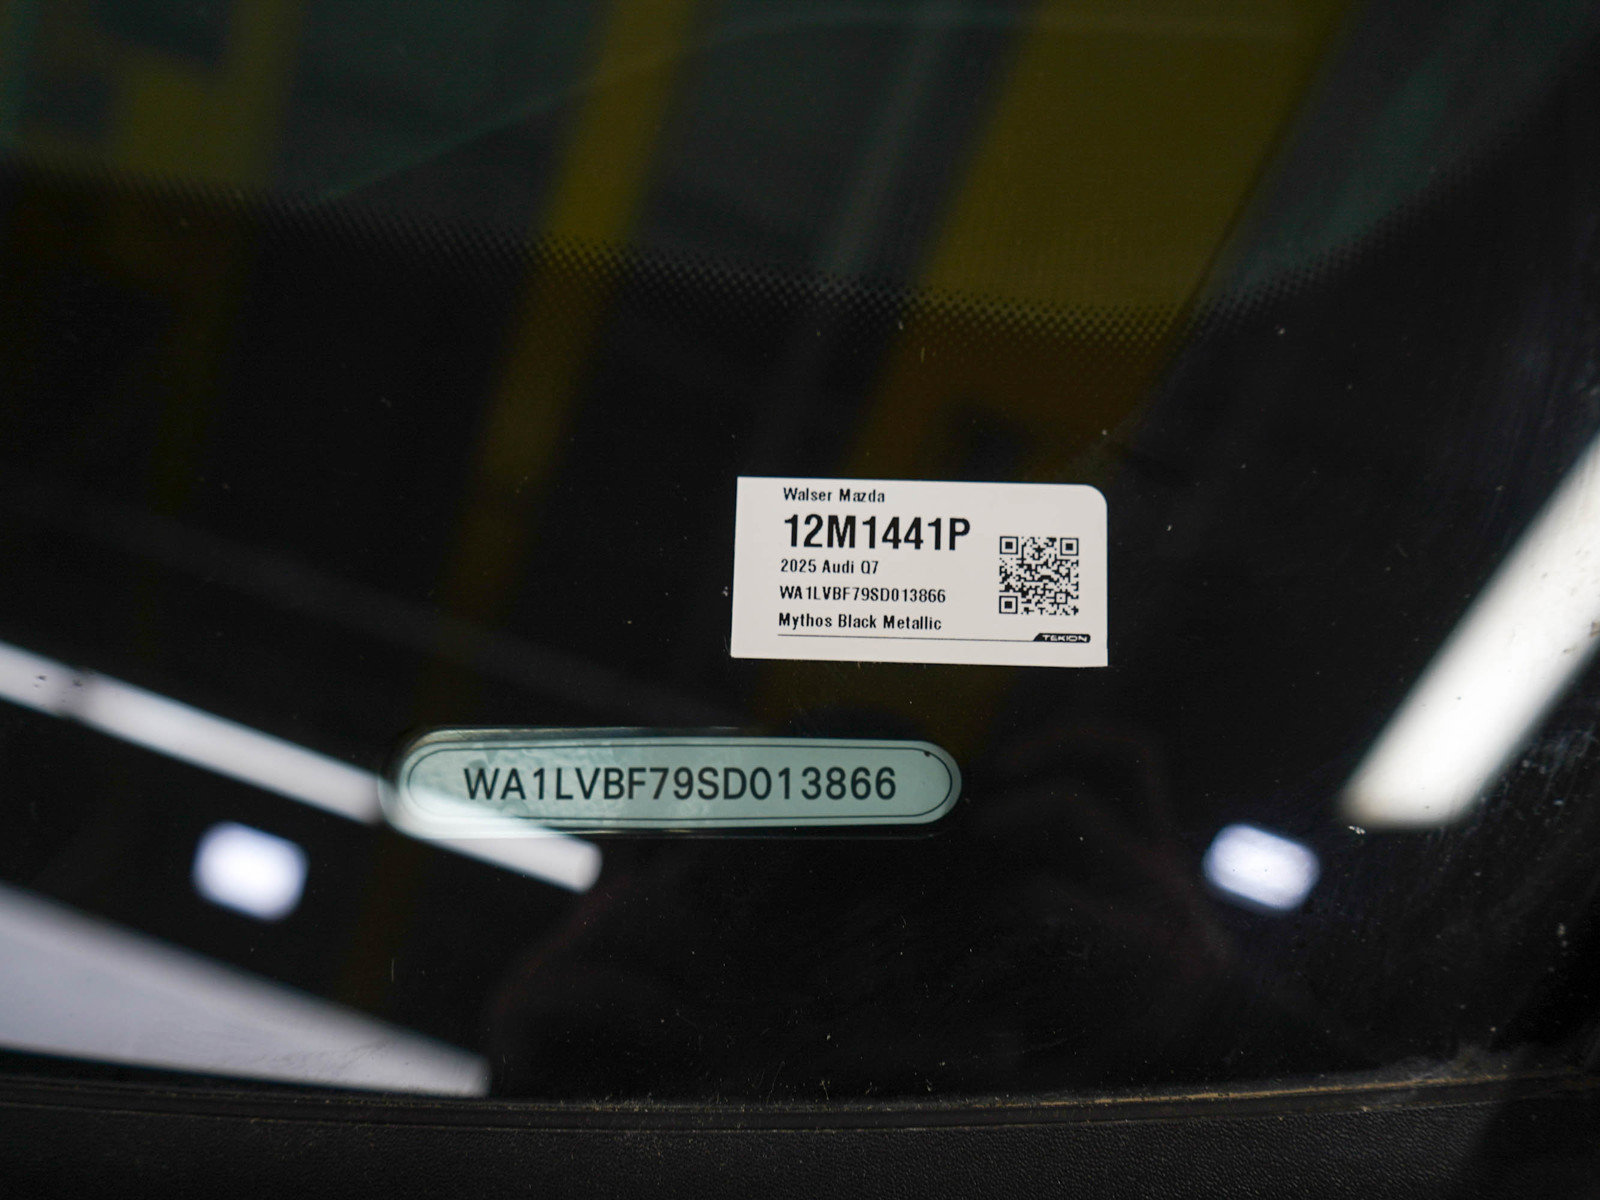 Walser Mazda
12M1441P
2025 Audi Q7
WA1LVBF79SD013866
Mythos Black Metallic
TEKION
WA1LVBF79SD013866